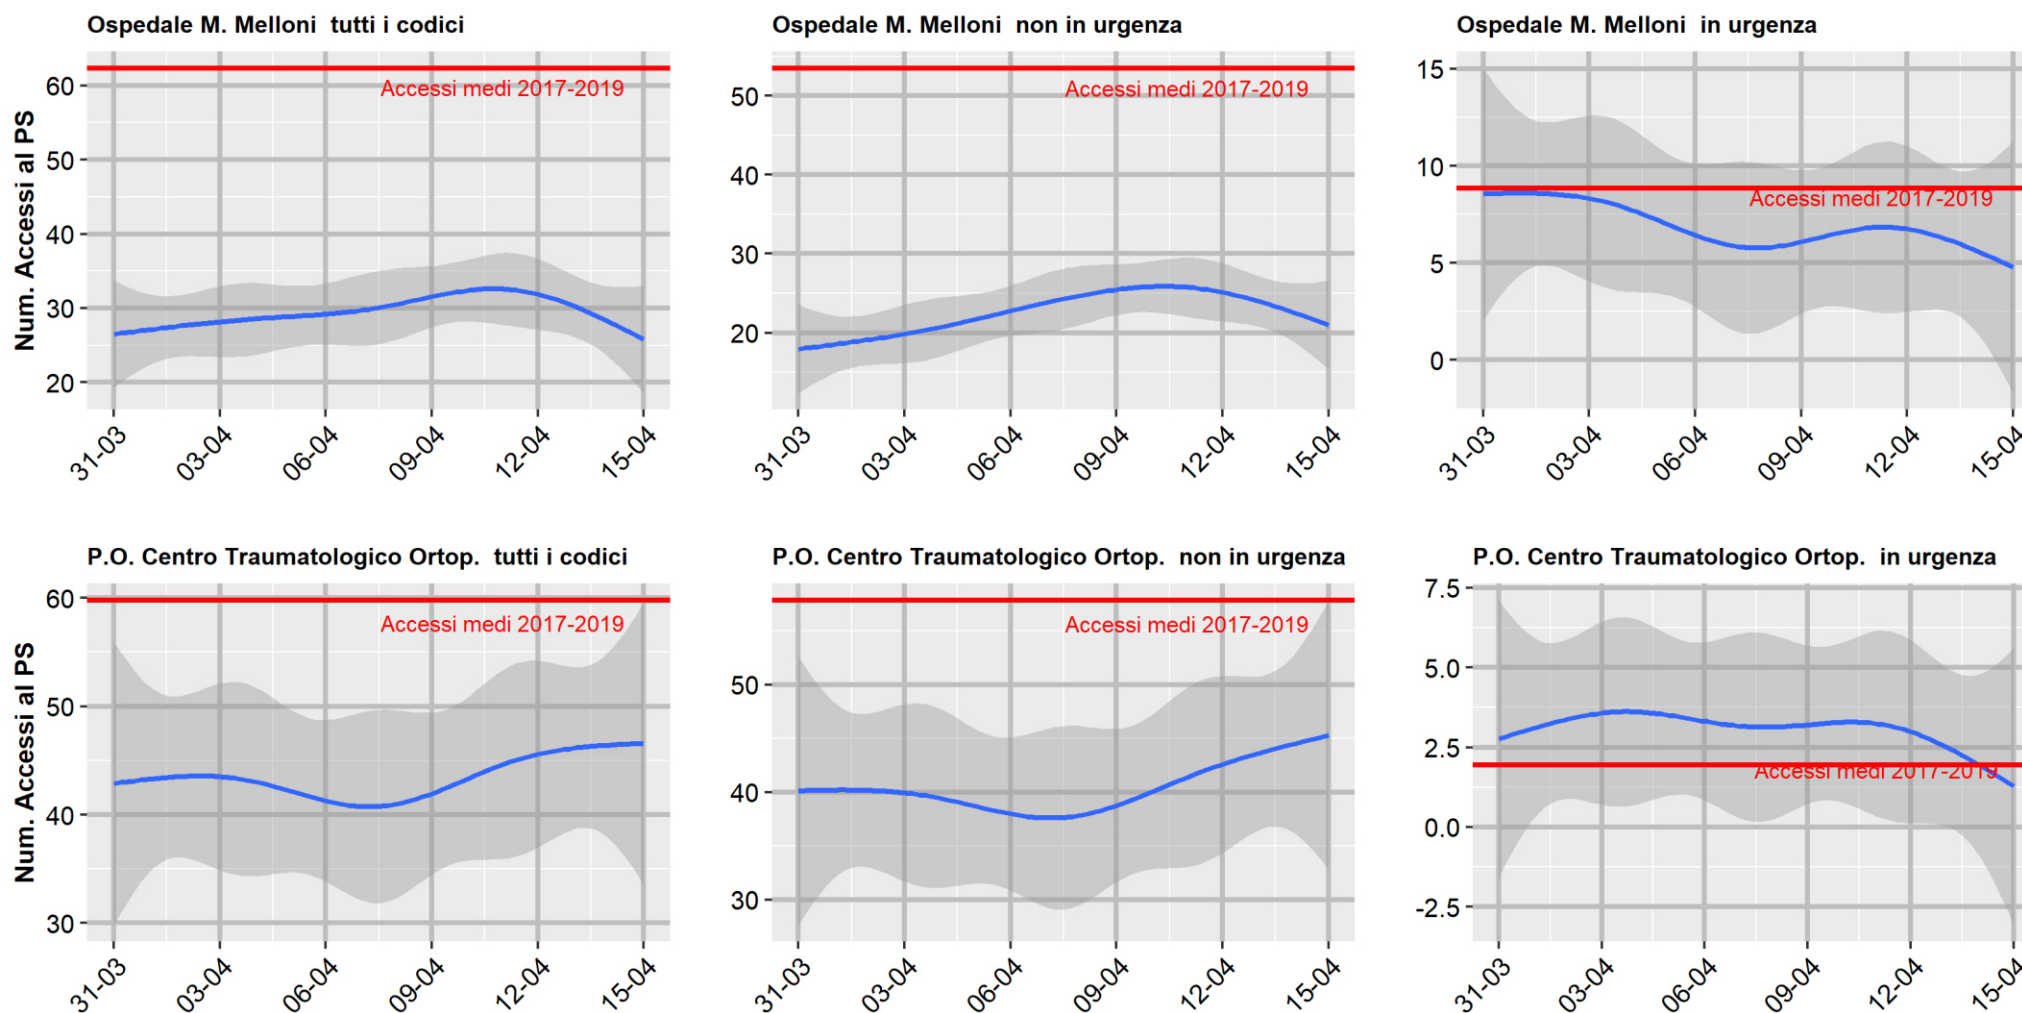 Ospedale M. Melloni  tutti i codici
Num. Accessi al PS
60
50
40
30
20
Accessi medi 2017-2019
31-03 03-04 06-04 09-04 12-04 15-04
Ospedale M. Melloni  non in urgenza
50
40
30
20
Accessi medi 2017-2019
31-03 03-04 06-04 09-04 12-04 15-04
Ospedale M. Melloni  in urgenza
15
10
5
0
Accessi medi 2017-2019
31-03 03-04 06-04 09-04 12-04 15-04
P.O. Centro Traumatologico Ortop.  tutti i codici
Num. Accessi al PS
60
50
40
30
Accessi medi 2017-2019
31-03 03-04 06-04 09-04 12-04 15-04
P.O. Centro Traumatologico Ortop.  non in urgenza
50
40
30
Accessi medi 2017-2019
31-03 03-04 06-04 09-04 12-04 15-04
P.O. Centro Traumatologico Ortop.  in urgenza
7.5
5.0
2.5
0.0
-2.5
Accessi medi 2017-2019
31-03 03-04 06-04 09-04 12-04 15-04